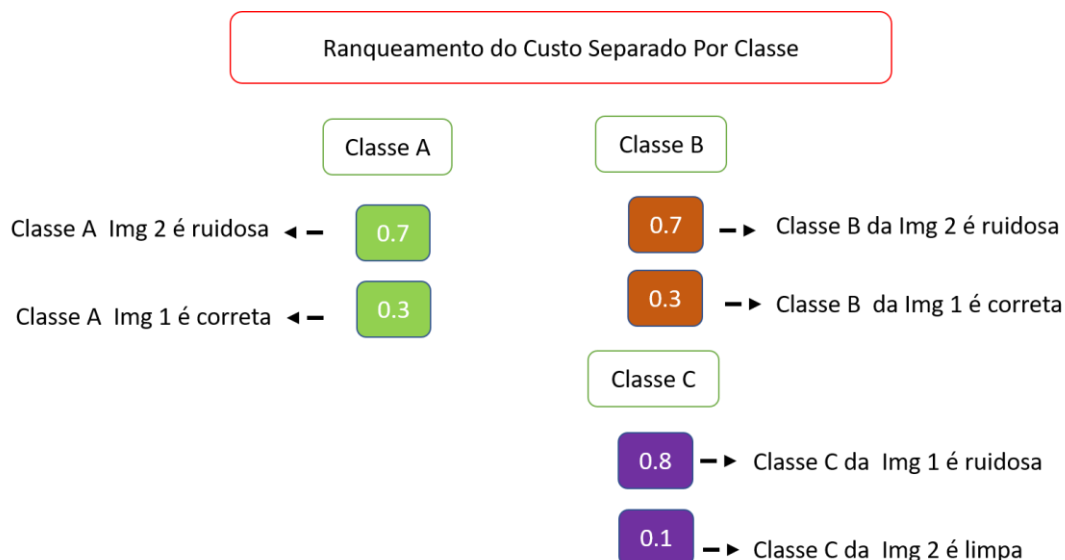 Ranqueamento do Custo Separado Por Classe
Classe A
Classe B
Classe A Img 2 é ruidosa
0.7
0.7
Classe B da Img 2 é ruidosa
Classe A Img 1 é correta
0.3
0.3
Classe B da Img 1 é correta
Classe C
0.8
Classe C da Img 1 é ruidosa
0.1
Classe C da Img 2 é limpa